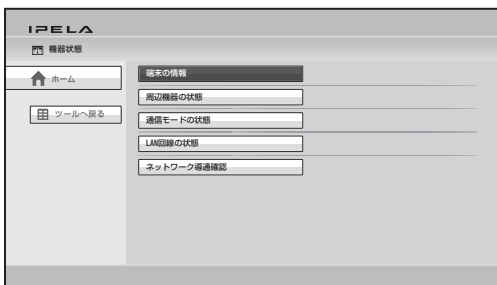 IPELA
機器状態
ホーム
ツールへ戻る
端末の情報
周辺機器の状態
通信モードの状態
LAN回線の状態
ネットワーク導通確認